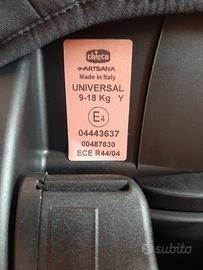 chicco
ARTSANA
Made in Italy
UNIVERSAL
9-18 Kg Y
E4
04443637
00487830
ECE R44/04
subito